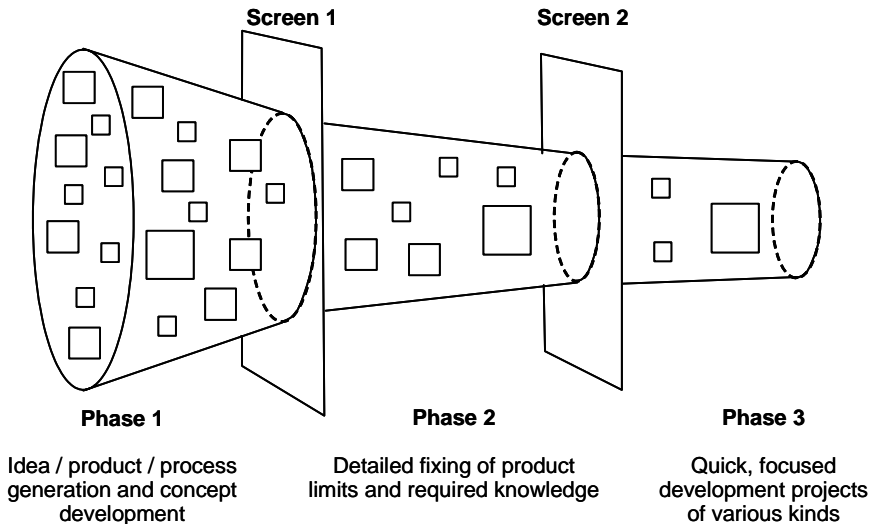 Screen 1
Screen 2
Phase 1
Phase 2
Phase 3
Idea / product / process
generation and concept
development
Detailed fixing of product
limits and required knowledge
Quick, focused
development projects
of various kinds